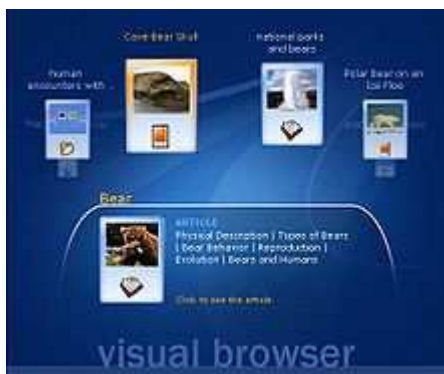 Cave Bear Skull
national parks
and bears
human
encounters with ...
Polar Bear on an
Ice Floe
Bear
ARTICLE
Physical Description | Types of Bears
| Bear Behavior | Reproduction |
Evolution | Bears and Humans
Click to see the article.
visual browser